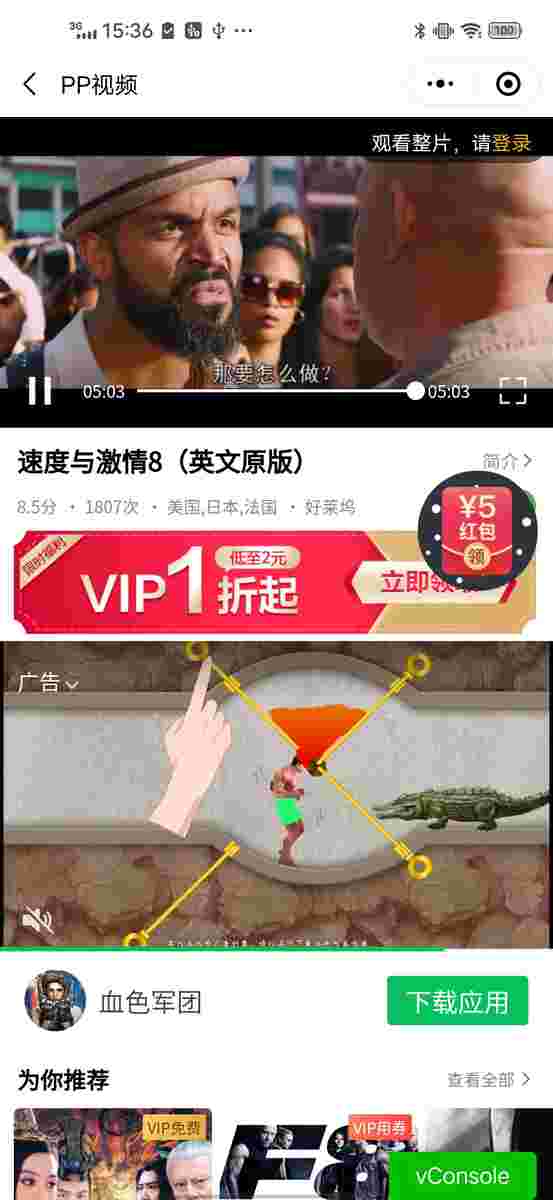 3G 15:36 100
PP视频
观看整片，请登录
那要怎么做?
05:03 05:03
速度与激情8（英文原版）
简介
8.5分 · 1807次 · 美国,日本,法国 · 好莱坞
¥5
红包
领
限时福利
VIP1折起
低至2元
立即领
广告
血色军团
下载应用
为你推荐
查看全部
VIP免费
VIP用券
F8
vConsole